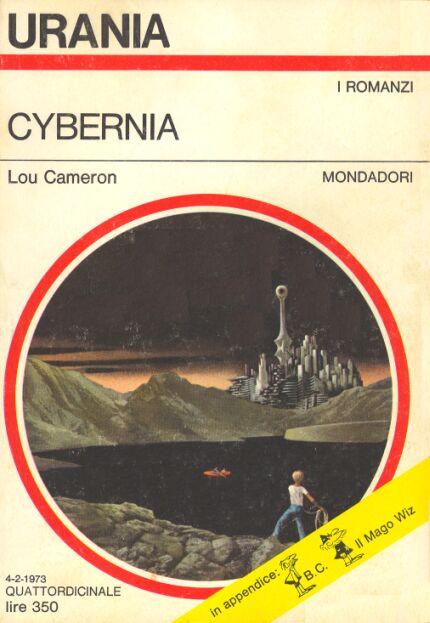 URANIA
I ROMANZI
CYBERNIA
Lou Cameron
MONDADORI
4-2-1973
QUATTORDICINALE
lire 350
in appendice:
B.C.
Il Mago Wiz